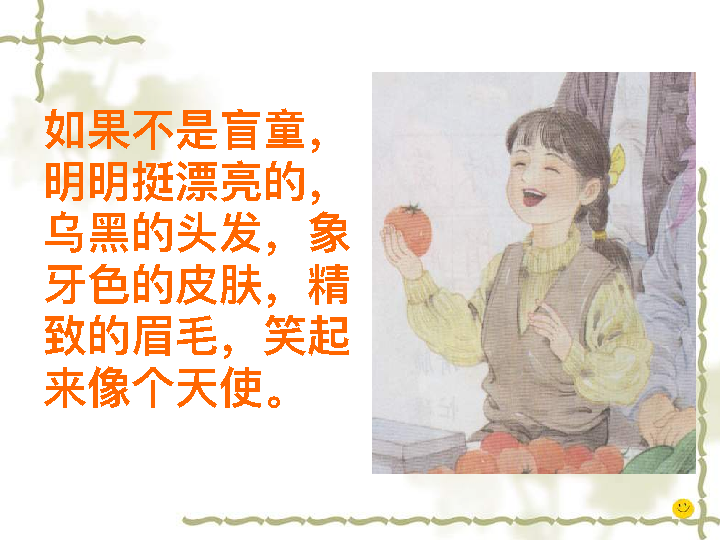 如果不是盲童，
明明挺漂亮的，
乌黑的头发，象
牙色的皮肤，精
致的眉毛，笑起
来像个天使。